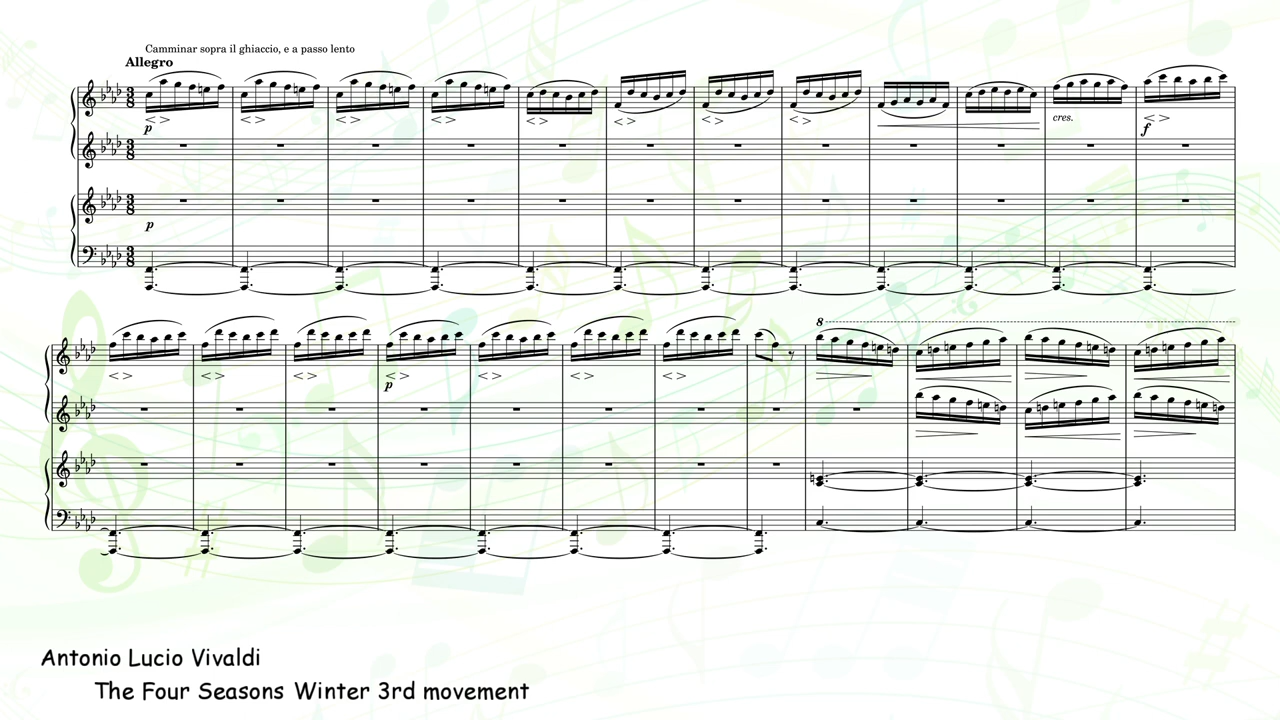 Camminar sopra il ghiaccio, e a passo lento
Allegro
p
cres.
f
p
p
8
Antonio Lucio Vivaldi
The Four Seasons Winter 3rd movement